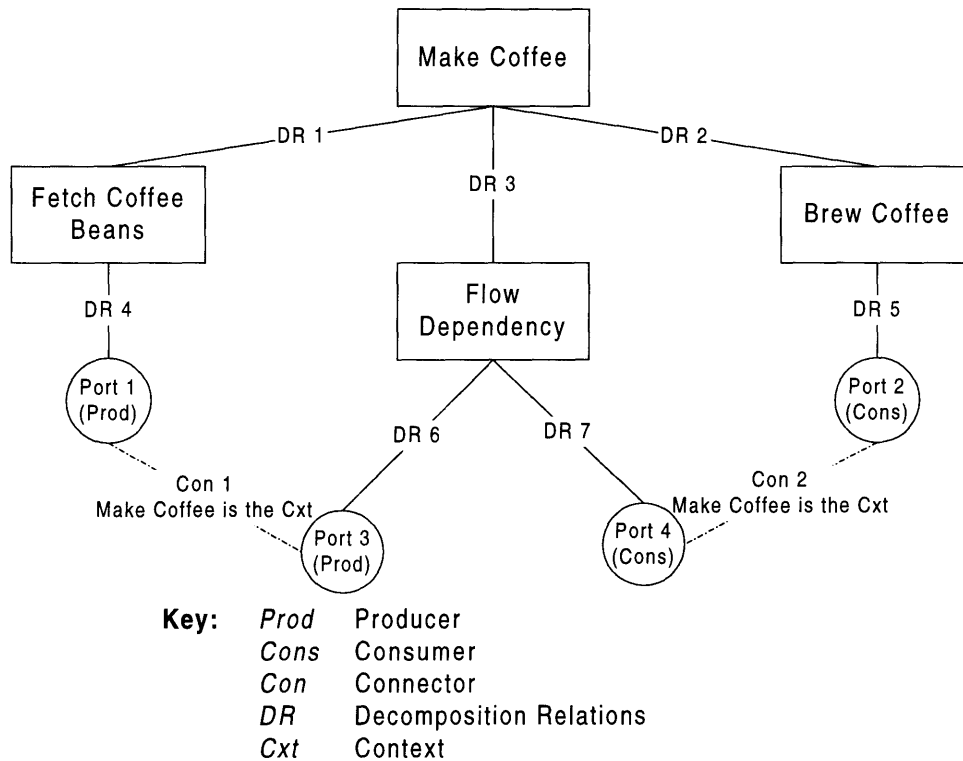 Make Coffee
DR 1
DR 2
DR 3
Fetch Coffee
Beans
Brew Coffee
DR 4
Flow
Dependency
DR 5
Port 1
(Prod)
Port 2
(Cons)
DR 6
DR 7
Con 1
Make Coffee is the Cxt
Con 2
Make Coffee is the Cxt
Port 3
(Prod)
Port 4
(Cons)
Key: Prod Producer
Cons Consumer
Con Connector
DR Decomposition Relations
Cxt Context